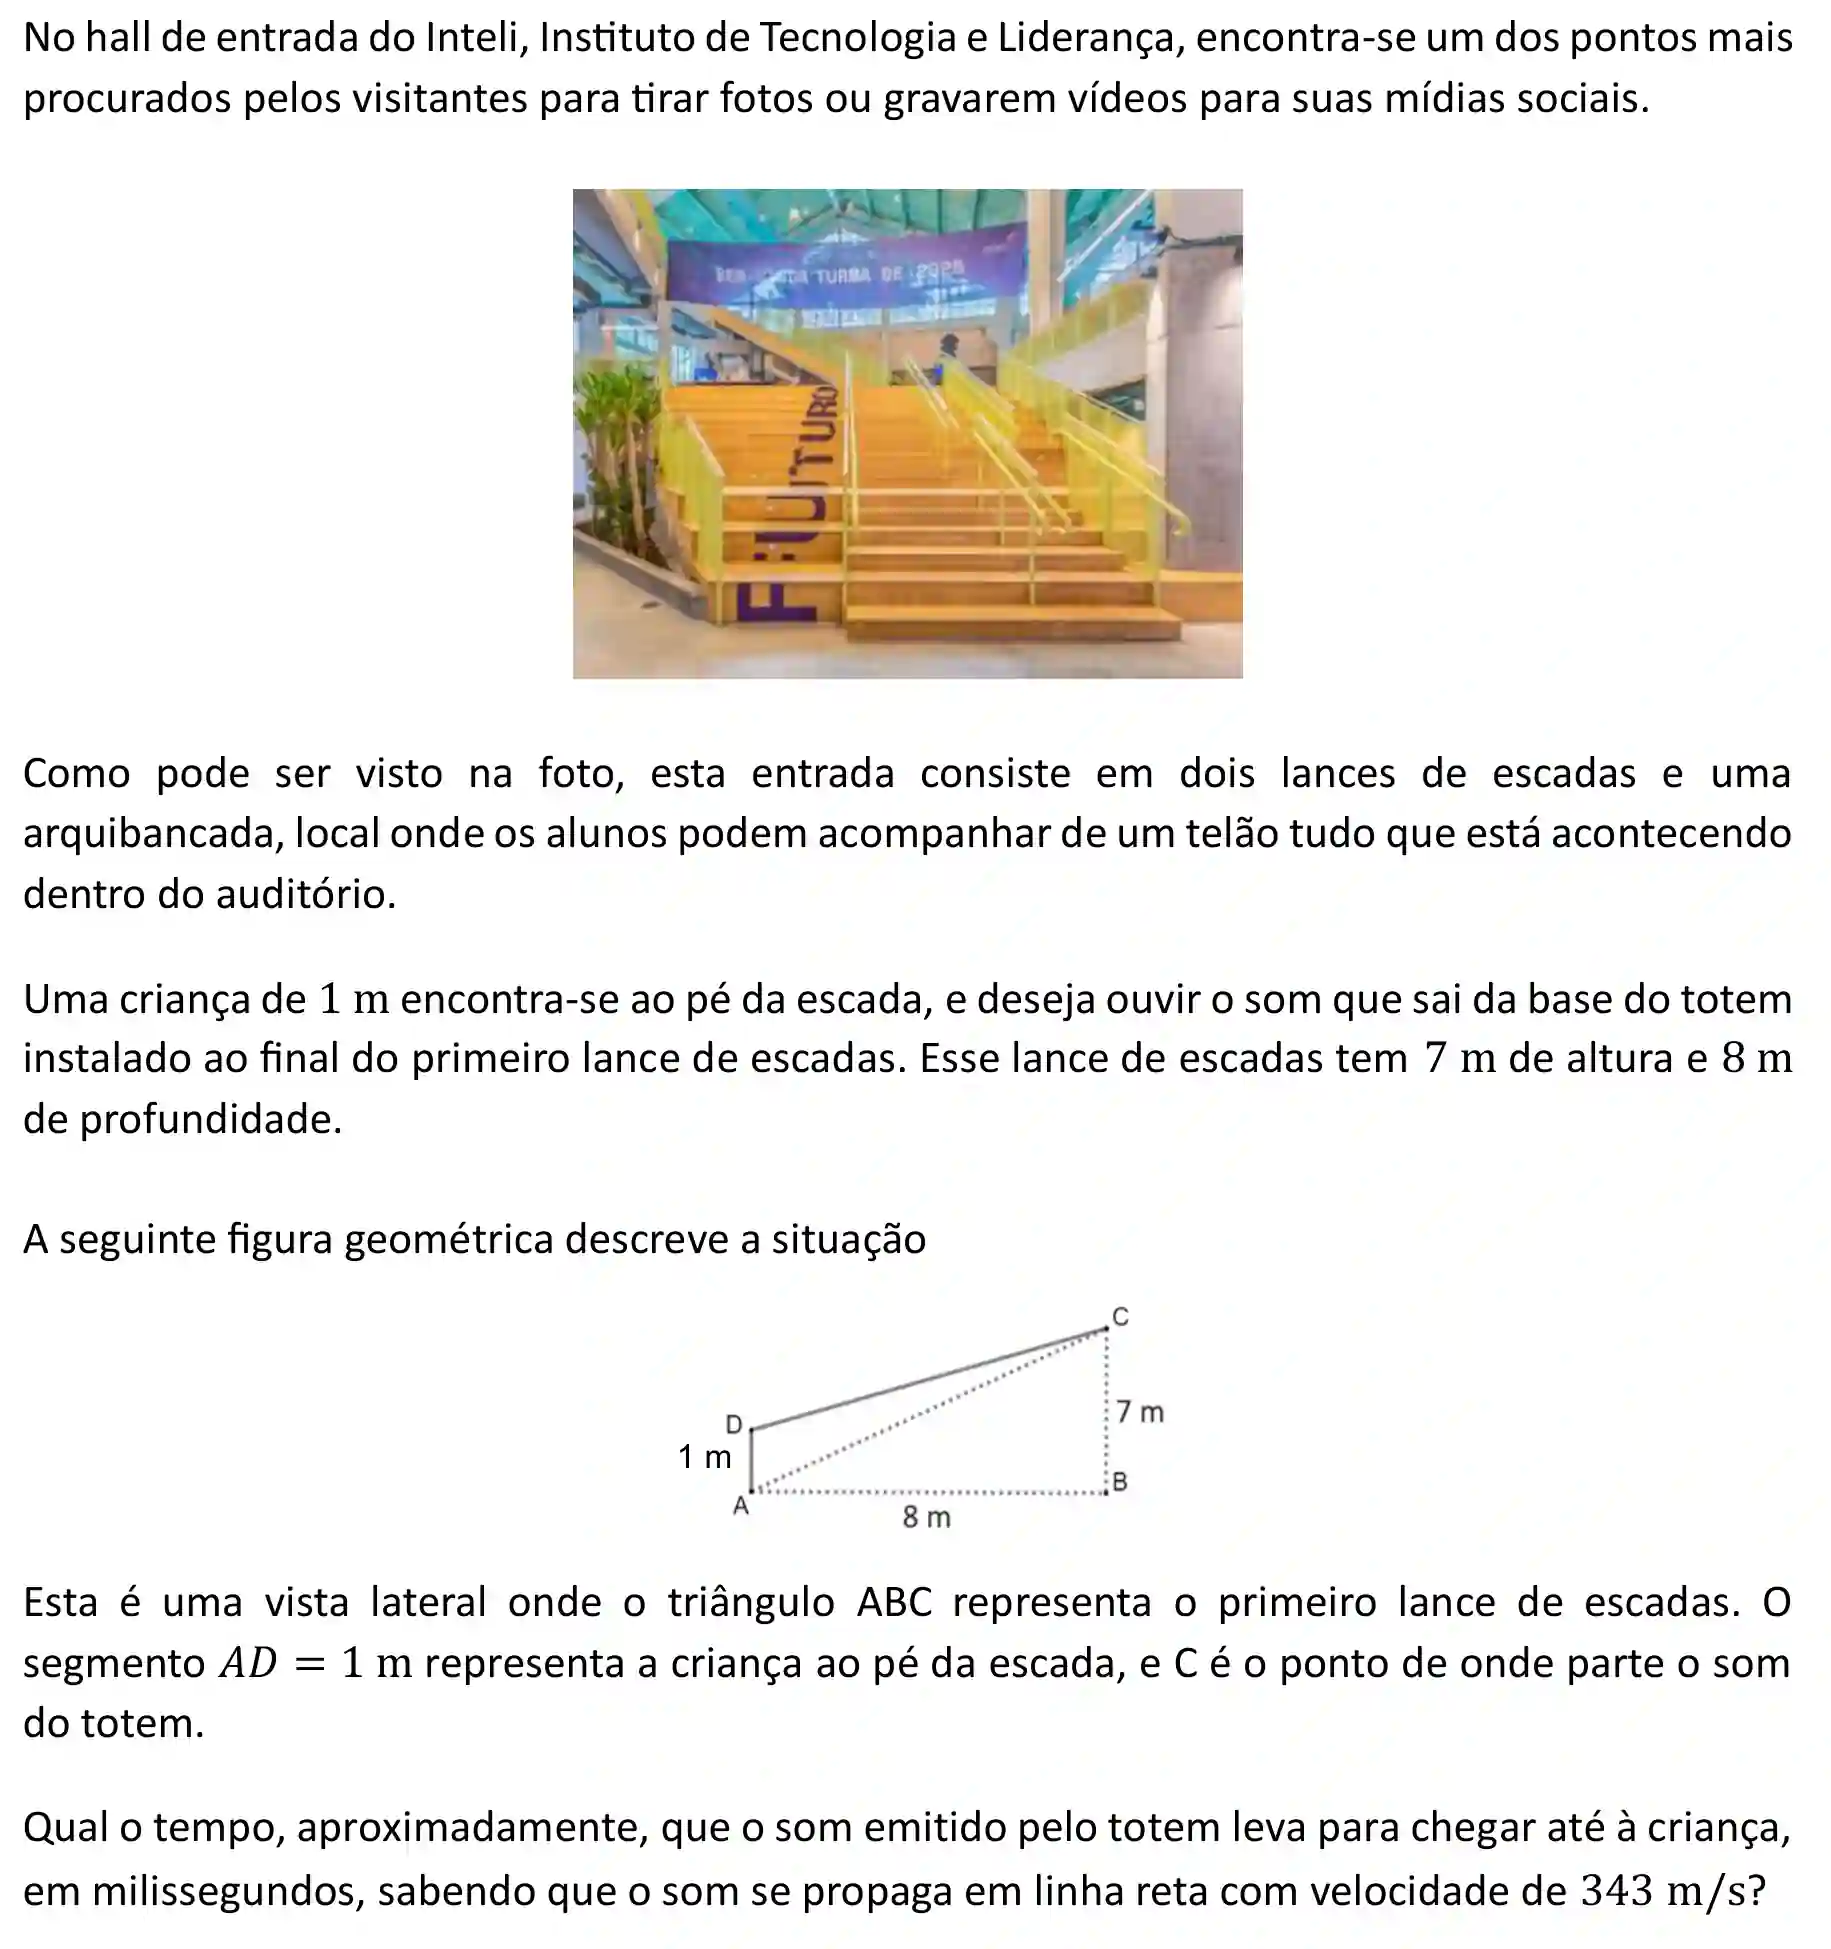 No hall de entrada do Inteli, Instituto de Tecnologia e Liderança, encontra-se um dos pontos mais
procurados pelos visitantes para tirar fotos ou gravarem vídeos para suas mídias sociais.
TURMA DE
FUTURO
Como pode ser visto na foto, esta entrada consiste em dois lances de escadas e uma
arquibancada, local onde os alunos podem acompanhar de um telão tudo que está acontecendo
dentro do auditório.
Uma criança de 1 m encontra-se ao pé da escada, e deseja ouvir o som que sai da base do totem
instalado ao final do primeiro lance de escadas. Esse lance de escadas tem 7 m de altura e 8 m
de profundidade.
A seguinte figura geométrica descreve a situação
C
7 m
D
1 m
B
A
8 m
Esta é uma vista lateral onde o triângulo ABC representa o primeiro lance de escadas. O
segmento AD = 1 m representa a criança ao pé da escada, e C é o ponto de onde parte o som
do totem.
Qual o tempo, aproximadamente, que o som emitido pelo totem leva para chegar até à criança,
em milissegundos, sabendo que o som se propaga em linha reta com velocidade de 343 m/s?